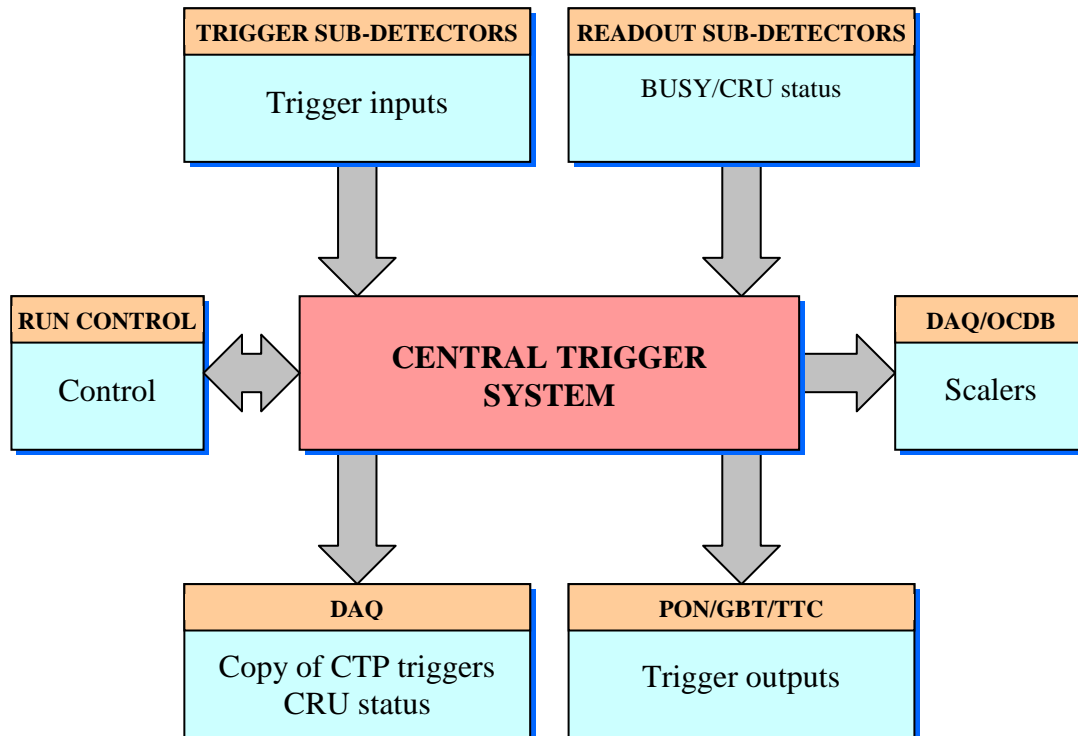 TRIGGER SUB-DETECTORS
Trigger inputs
READOUT SUB-DETECTORS
BUSY/CRU status
RUN CONTROL
Control
CENTRAL TRIGGER
SYSTEM
DAQ/OCDB
Scalers
DAQ
Copy of CTP triggers
CRU status
PON/GBT/TTC
Trigger outputs